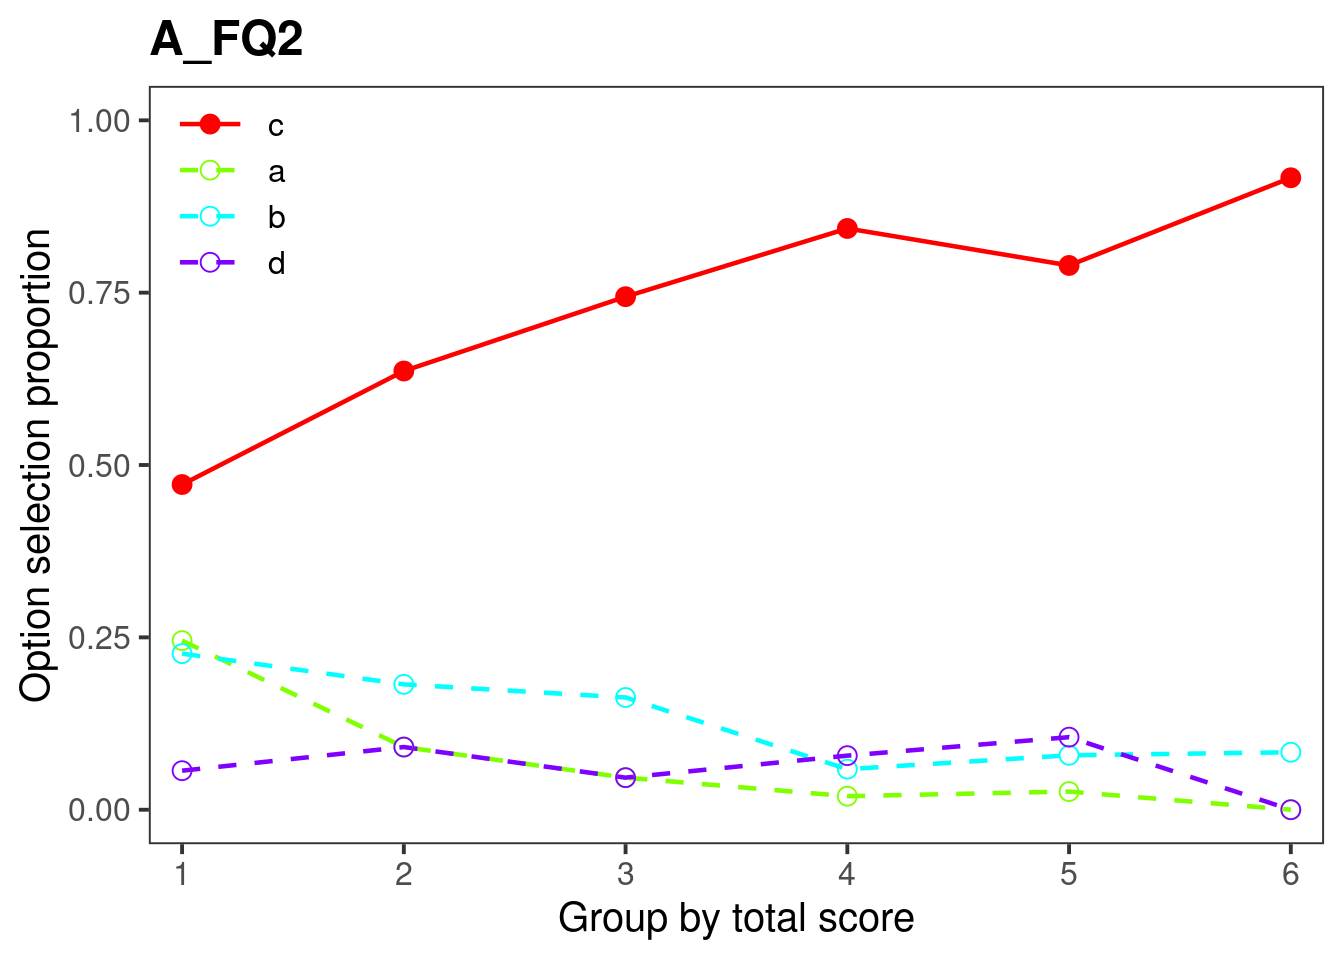 A_FQ2
1.00
0.75
0.50
0.25
0.00
Option selection proportion
c
a
b
d
1 2 3 4 5 6
Group by total score